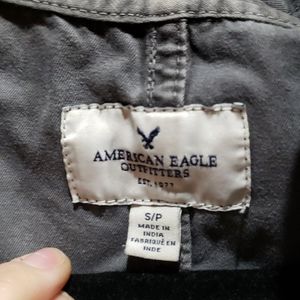 AMERICAN EAGLE
OUTFITTERS
EST. 1977
S/P
MADE IN
INDIA
FABRIQUÉ EN
INDE